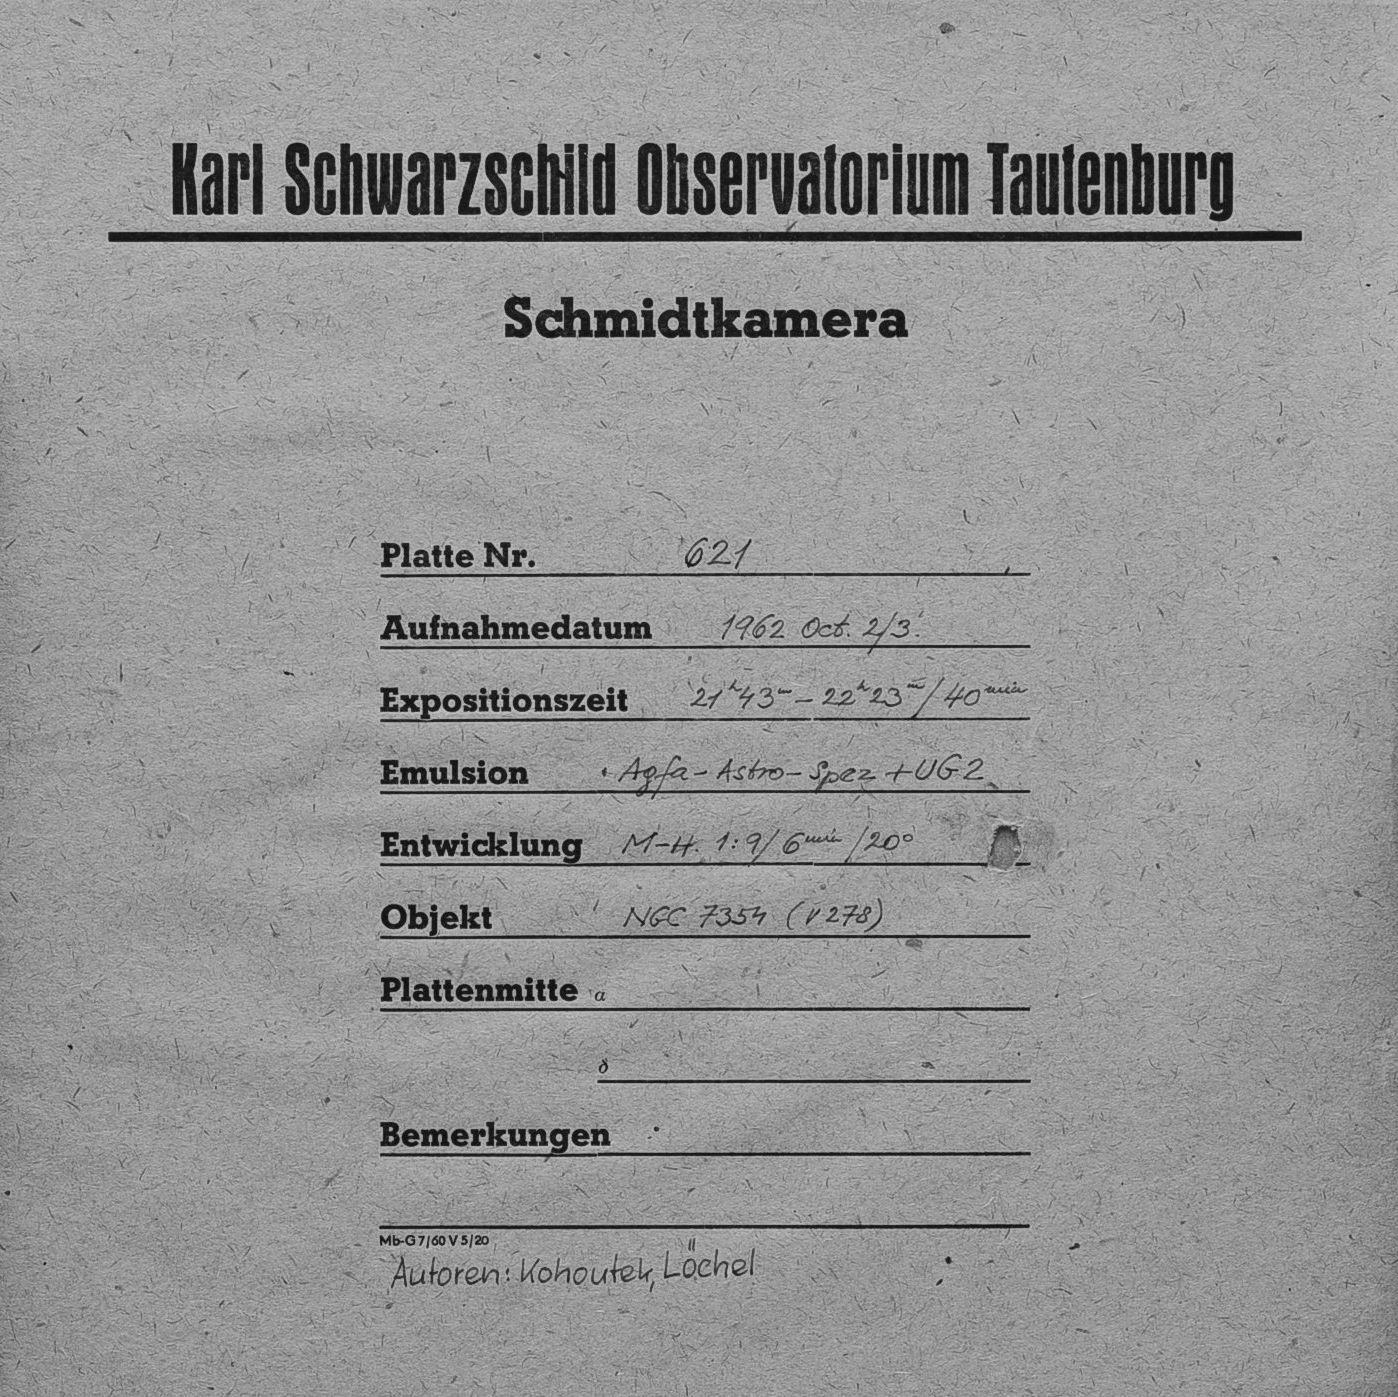 Karl Schwarzschild Observatorium Tautenburg
Schmidtkamera
Platte Nr. 621
Aufnahmedatum 1962 Oct. 2/3.
Expositionszeit 21h43m – 22h23m/40min
Emulsion Agfa-Astro-Spez + UG2
Entwicklung M-H. 1:9/6min/20°
Objekt NGC 7354 (V278)
Plattenmitte α
δ
Bemerkungen
Mb-G 7/60 V 5/20
Autoren: Kohoutek, Löchel